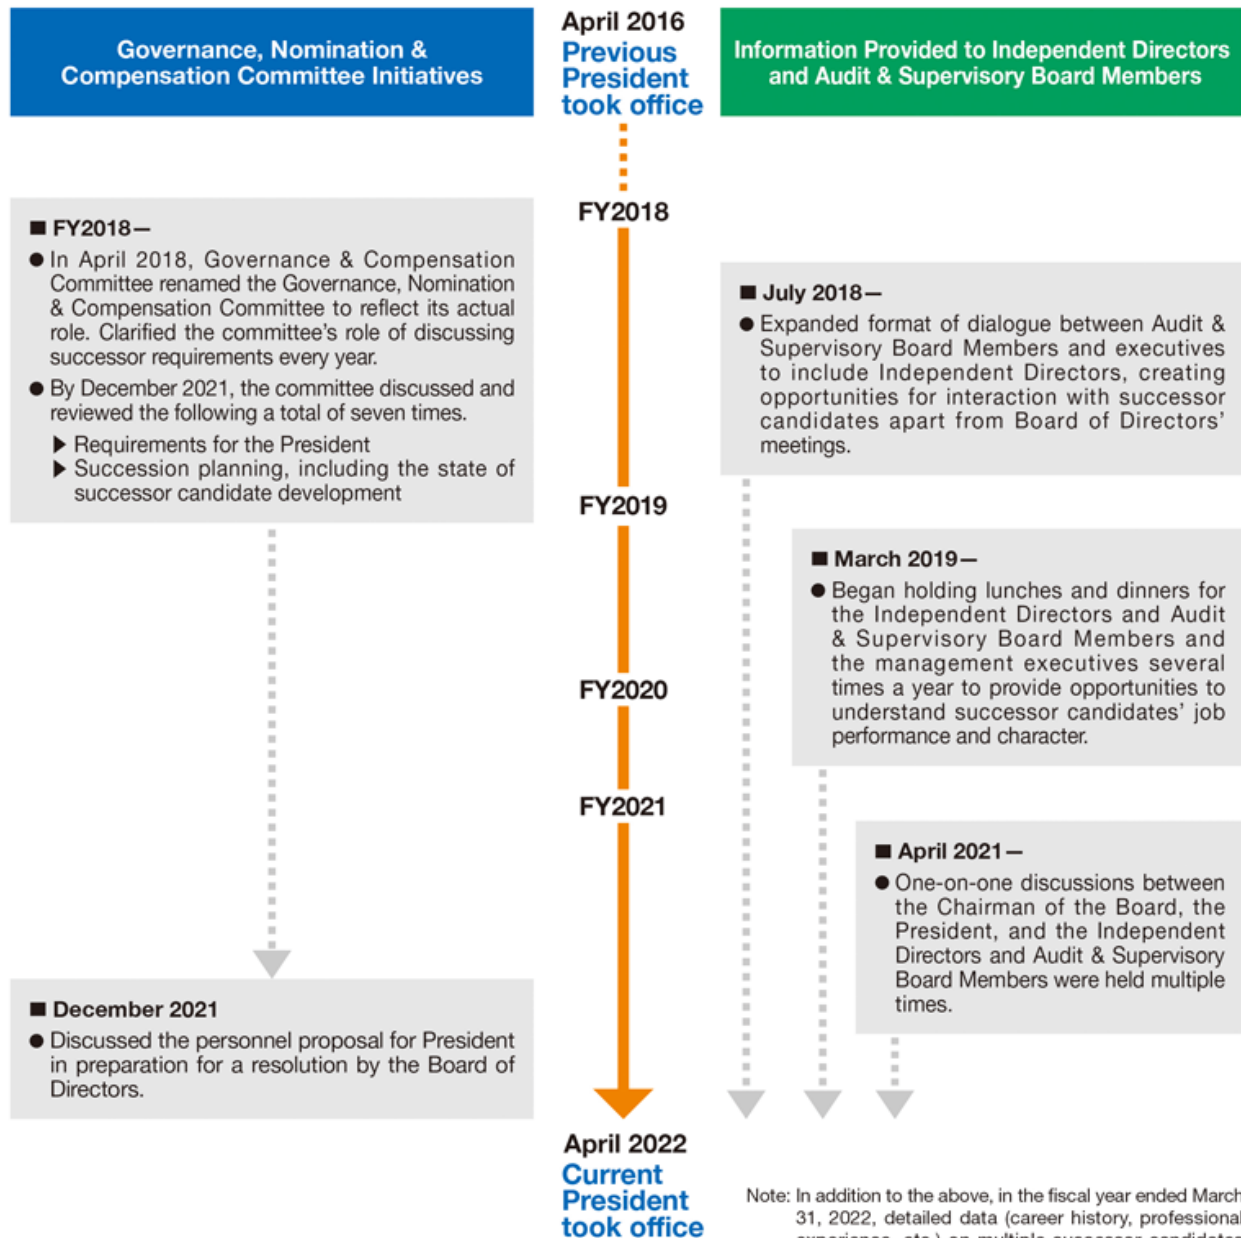 Governance, Nomination &
Compensation Committee Initiatives
April 2016
Previous
President
took office
Information Provided to Independent Directors
and Audit & Supervisory Board Members
FY2018
■ FY2018—
● In April 2018, Governance & Compensation
Committee renamed the Governance, Nomination
& Compensation Committee to reflect its actual
role. Clarified the committee's role of discussing
successor requirements every year.
● By December 2021, the committee discussed and
reviewed the following a total of seven times.
▶ Requirements for the President
▶ Succession planning, including the state of
successor candidate development
■ July 2018—
● Expanded format of dialogue between Audit &
Supervisory Board Members and executives
to include Independent Directors, creating
opportunities for interaction with successor
candidates apart from Board of Directors'
meetings.
FY2019
■ March 2019—
● Began holding lunches and dinners for
the Independent Directors and Audit
& Supervisory Board Members and
the management executives several
times a year to provide opportunities to
understand successor candidates' job
performance and character.
FY2020
FY2021
■ April 2021—
● One-on-one discussions between
the Chairman of the Board, the
President, and the Independent
Directors and Audit & Supervisory
Board Members were held multiple
times.
■ December 2021
● Discussed the personnel proposal for President
in preparation for a resolution by the Board of
Directors.
April 2022
Current
President
took office
Note: In addition to the above, in the fiscal year ended March
31, 2022, detailed data (career history, professional
experience, etc.) on multiple successor candidates